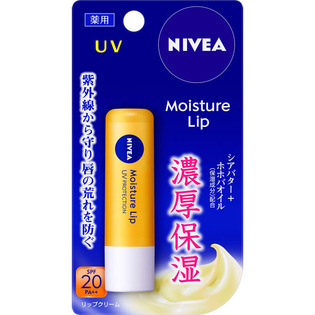 薬用
UV
NIVEA
Moisture
Lip
紫外線から守り唇の荒れを防ぐ
シアバター+
ホホバオイル
(保湿成分)配合
濃厚保湿
NIVEA
Moisture Lip
UV PROTECTION
SPF
20
PA++
リップクリーム